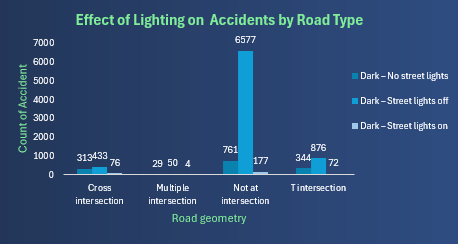 Effect of Lighting on Accidents by Road Type
Count of Accident
7000
6000
5000
4000
3000
2000
1000
0
313 433 76
29 50 4
761 6577 177
344 876 72
Cross intersection
Multiple intersection
Not at intersection
T intersection
Road geometry
Dark – No street lights
Dark – Street lights off
Dark – Street lights on